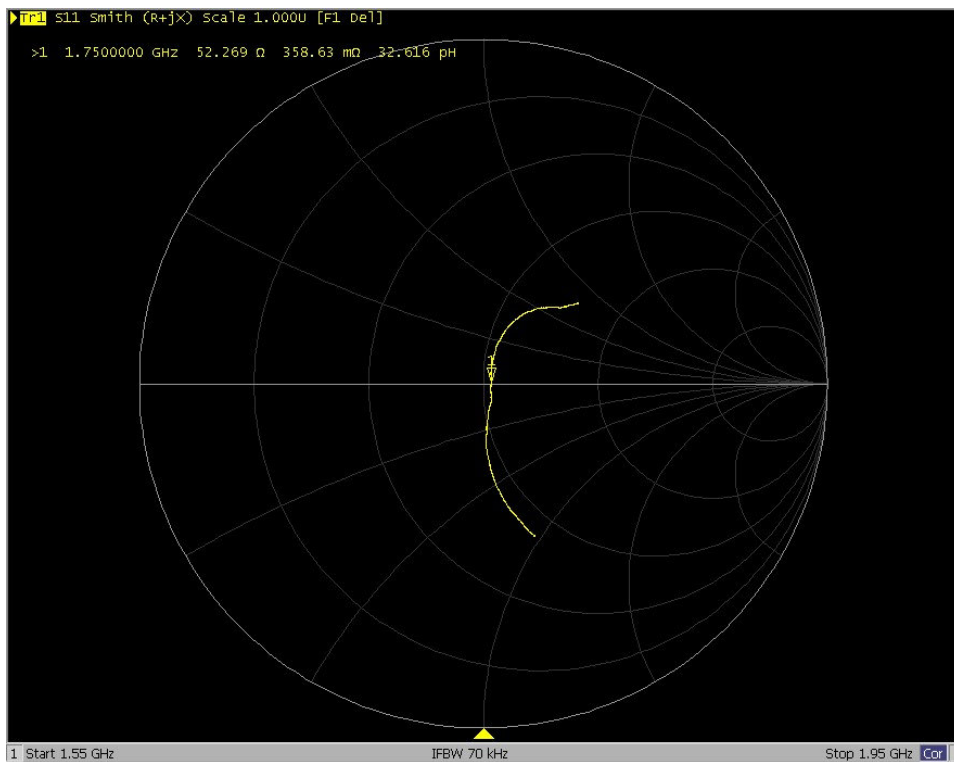 Tr1 S11 Smith (R+jX) Scale 1.000U [F1 Del]
>1 1.7500000 GHz 52.269 Ω 358.63 mΩ 32.616 pH
1
1 Start 1.55 GHz IFBW 70 kHz Stop 1.95 GHz Cor